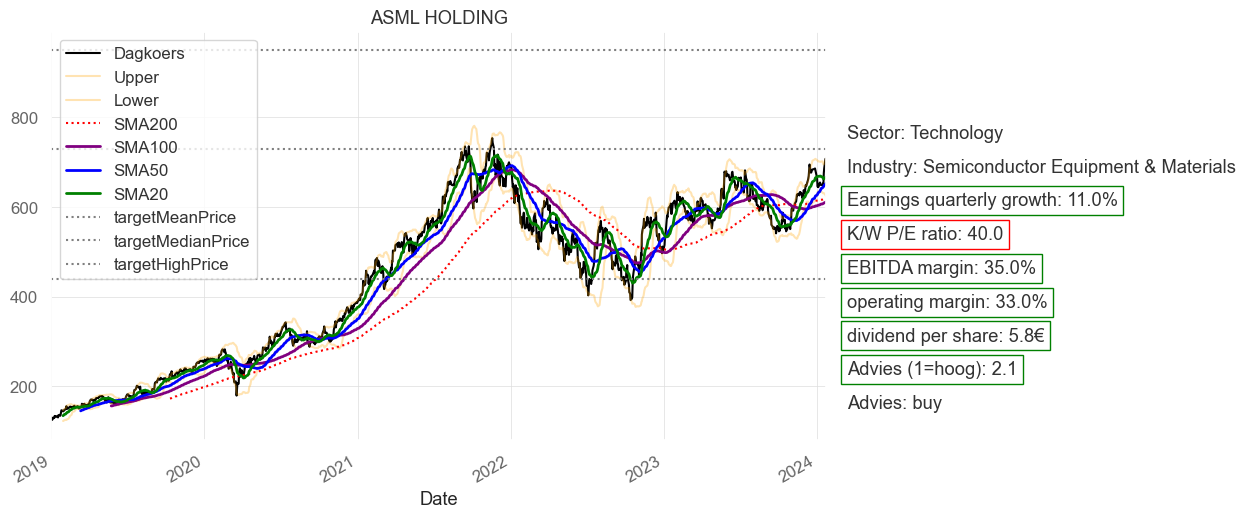 ASML HOLDING
Dagkoers
Upper
Lower
SMA200
SMA100
SMA50
SMA20
targetMeanPrice
targetMedianPrice
targetHighPrice
800
600
400
200
2019
2020
2021
2022
2023
2024
Date
Sector: Technology
Industry: Semiconductor Equipment & Materials
Earnings quarterly growth: 11.0%
K/W P/E ratio: 40.0
EBITDA margin: 35.0%
operating margin: 33.0%
dividend per share: 5.8€
Advies (1=hoog): 2.1
Advies: buy